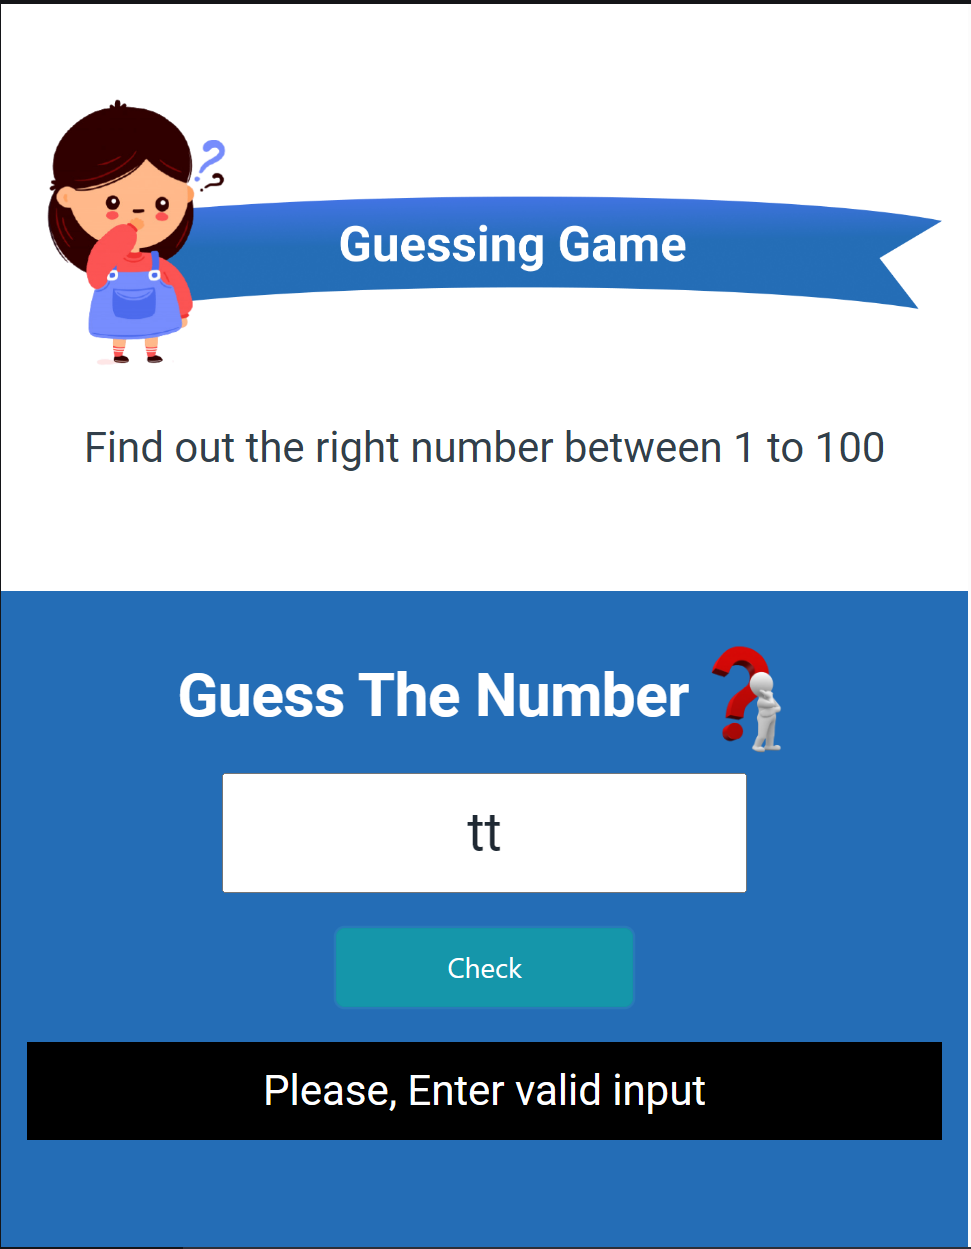 Guessing Game
Find out the right number between 1 to 100
Guess The Number
tt
Check
Please, Enter valid input